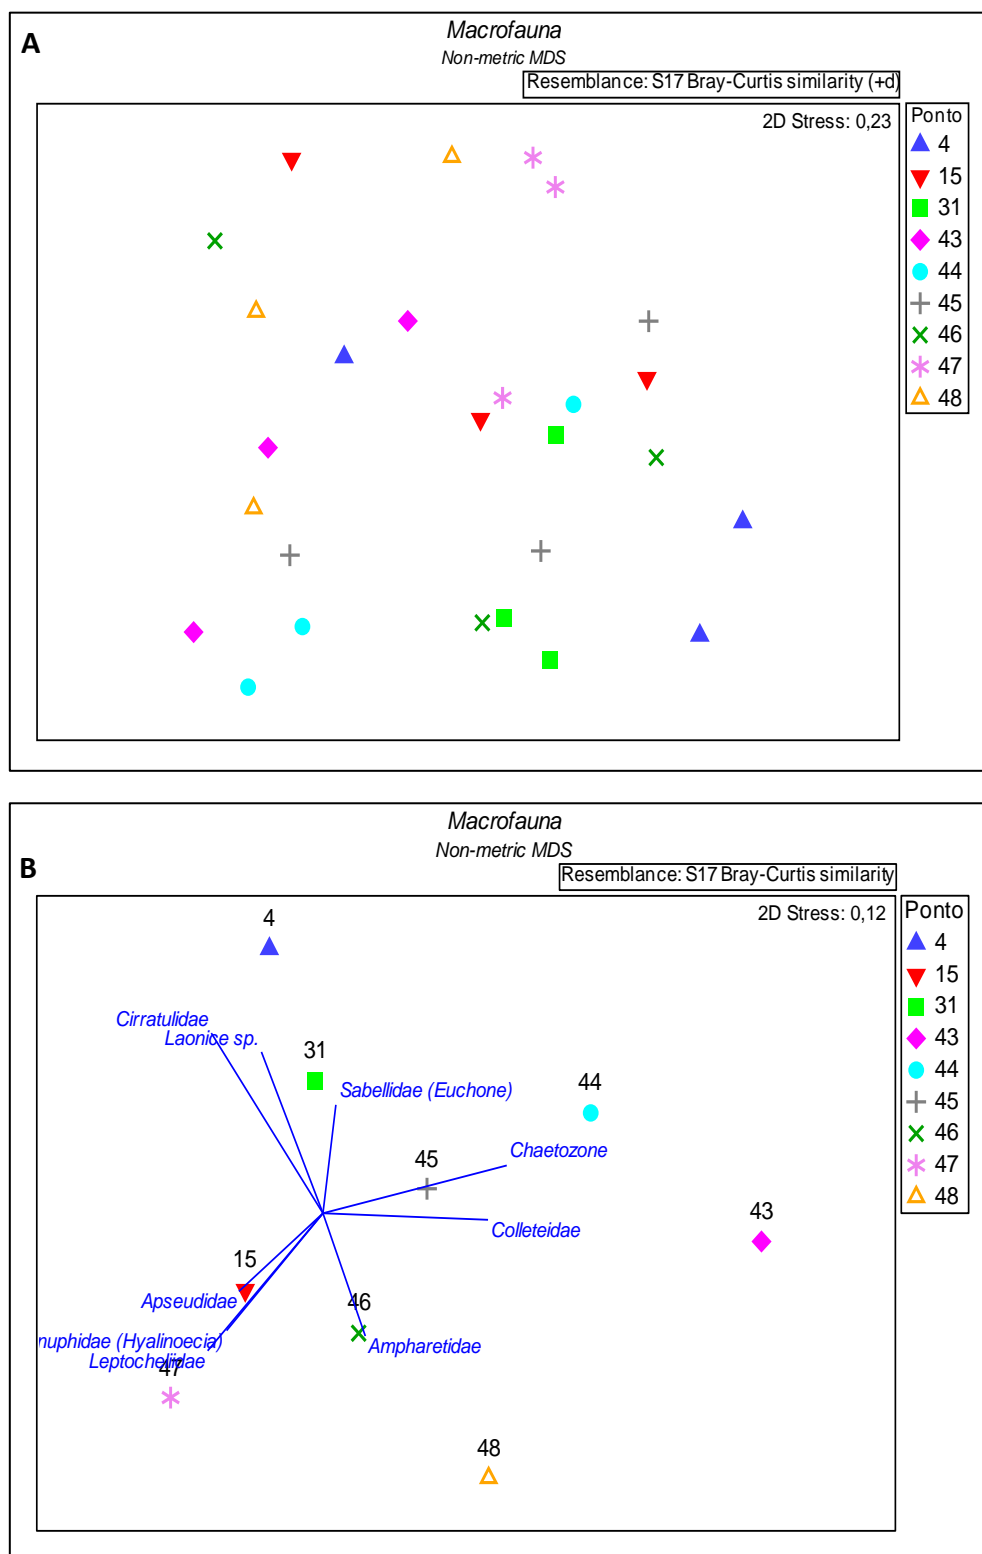 A
Macrofauna
Non-metric MDS
Resemblance: S17 Bray-Curtis similarity (+d)
2D Stress: 0,23
Ponto
4
15
31
43
44
45
46
47
48
B
Macrofauna
Non-metric MDS
Resemblance: S17 Bray-Curtis similarity
2D Stress: 0,12
Ponto
4
15
31
43
44
45
46
47
48
4
Cirratulidae
Laonice sp.
31
Sabellidae (Euchone)
44
Chaetozone
45
43
Colleteidae
15
Apseudidae
46
nuphidae (Hyalinoecia)
Ampharetidae
Leptocheliidae
47
48